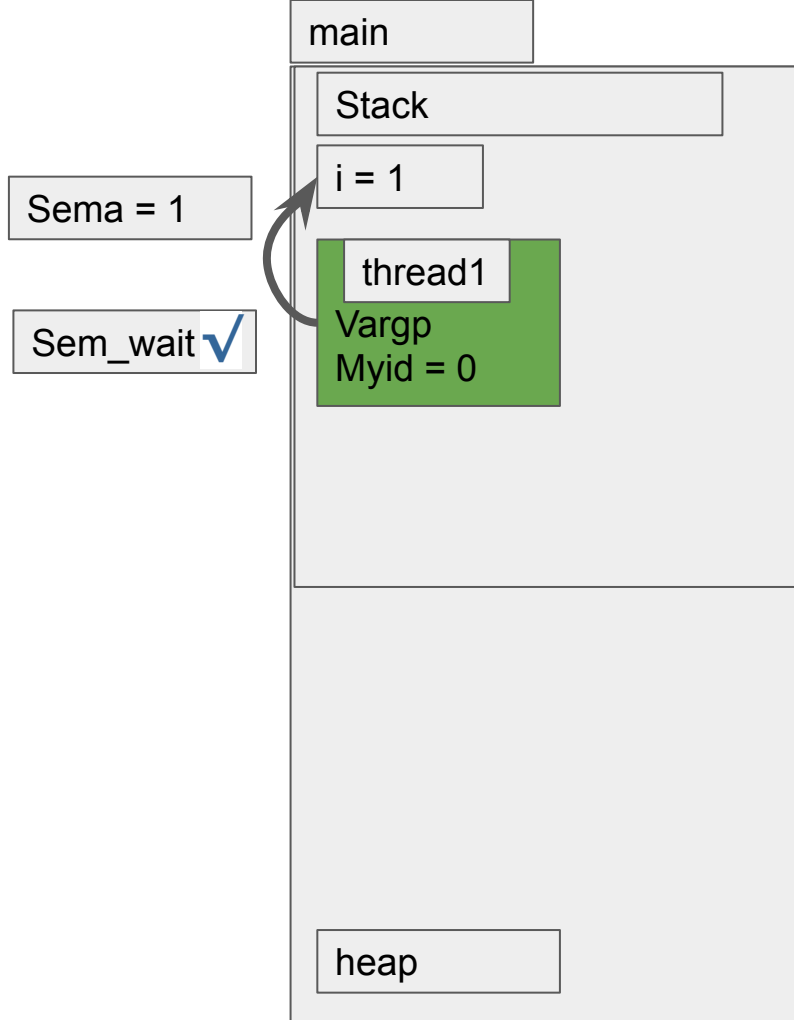 main
Stack
i = 1
Sema = 1
thread1
Vargp
Sem_wait √
Myid = 0
heap